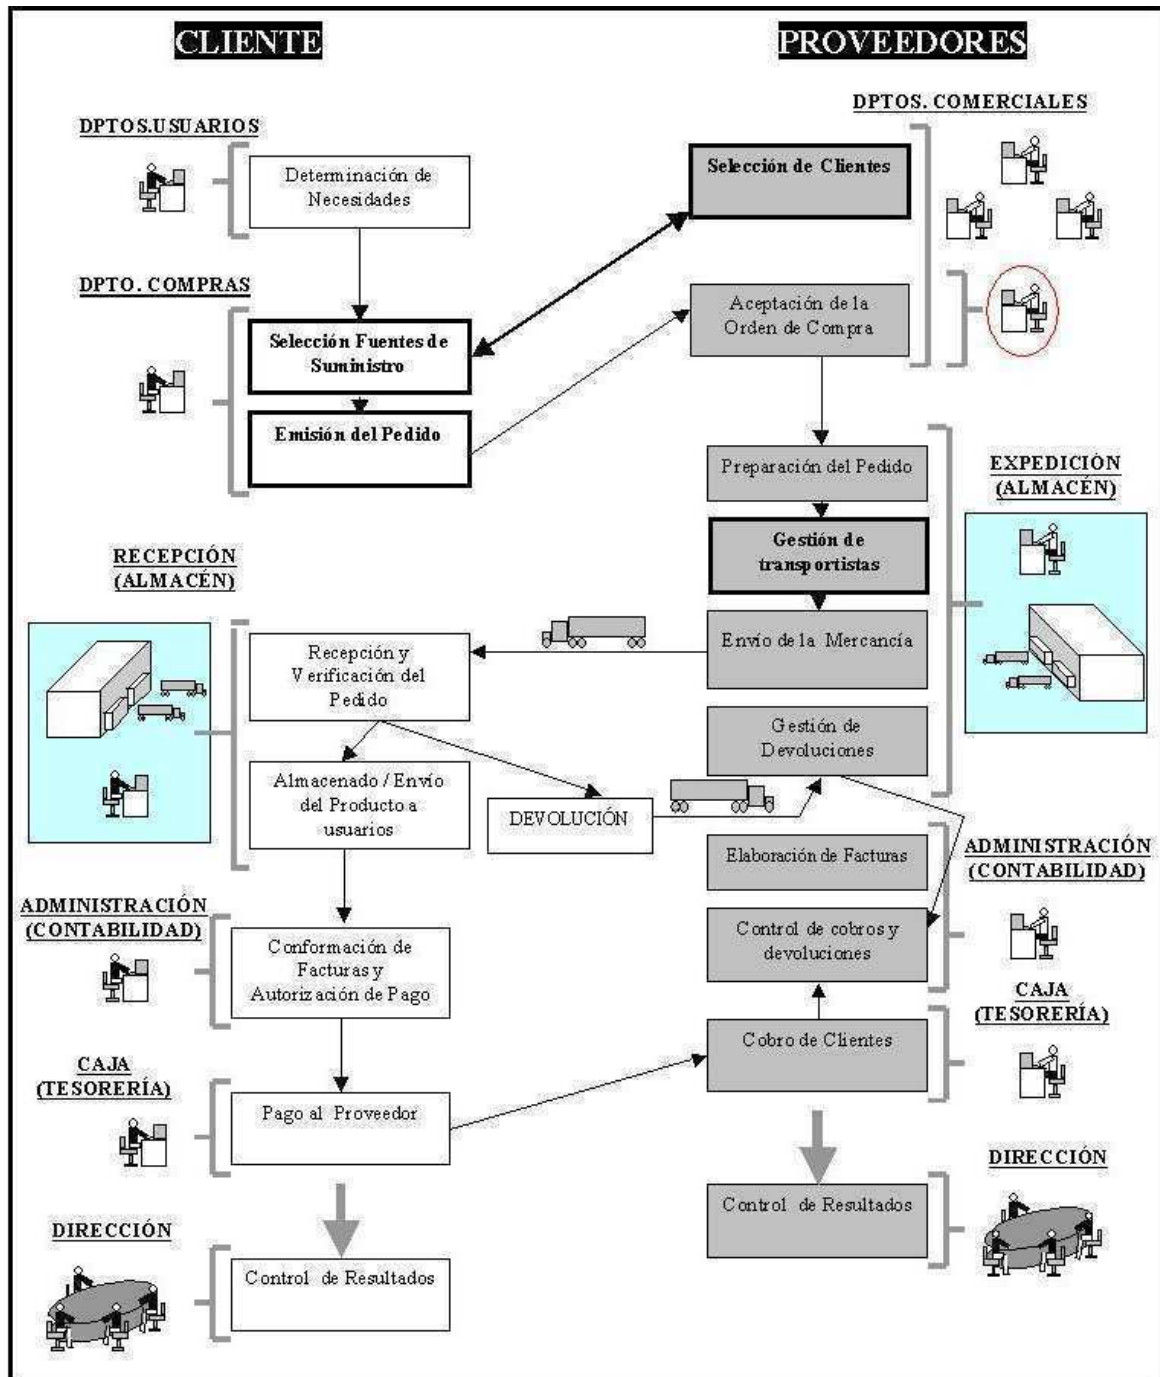 CLIENTE
PROVEEDORES
DPTOS. COMERCIALES
DPTOS.USUARIOS
Determinación de
Necesidades
Selección de Clientes
DPTO. COMPRAS
Selección Fuentes de
Suministro
Emisión del Pedido
Aceptación de la
Orden de Compra
Preparación del Pedido
Gestión de
transportistas
Envío de la Mercancía
EXPEDICIÓN
(ALMACÉN)
RECEPCIÓN
(ALMACÉN)
Recepción y
Verificación del
Pedido
Almacenado / Envío
del Producto a
usuarios
DEVOLUCIÓN
Gestión de
Devoluciones
Elaboración de Facturas
Control de cobros y
devoluciones
ADMINISTRACIÓN
(CONTABILIDAD)
ADMINISTRACIÓN
(CONTABILIDAD)
Conformación de
Facturas y
Autorización de Pago
CAJA
(TESORERÍA)
Cobro de Clientes
CAJA
(TESORERÍA)
Pago al Proveedor
DIRECCIÓN
Control de Resultados
DIRECCIÓN
Control de Resultados